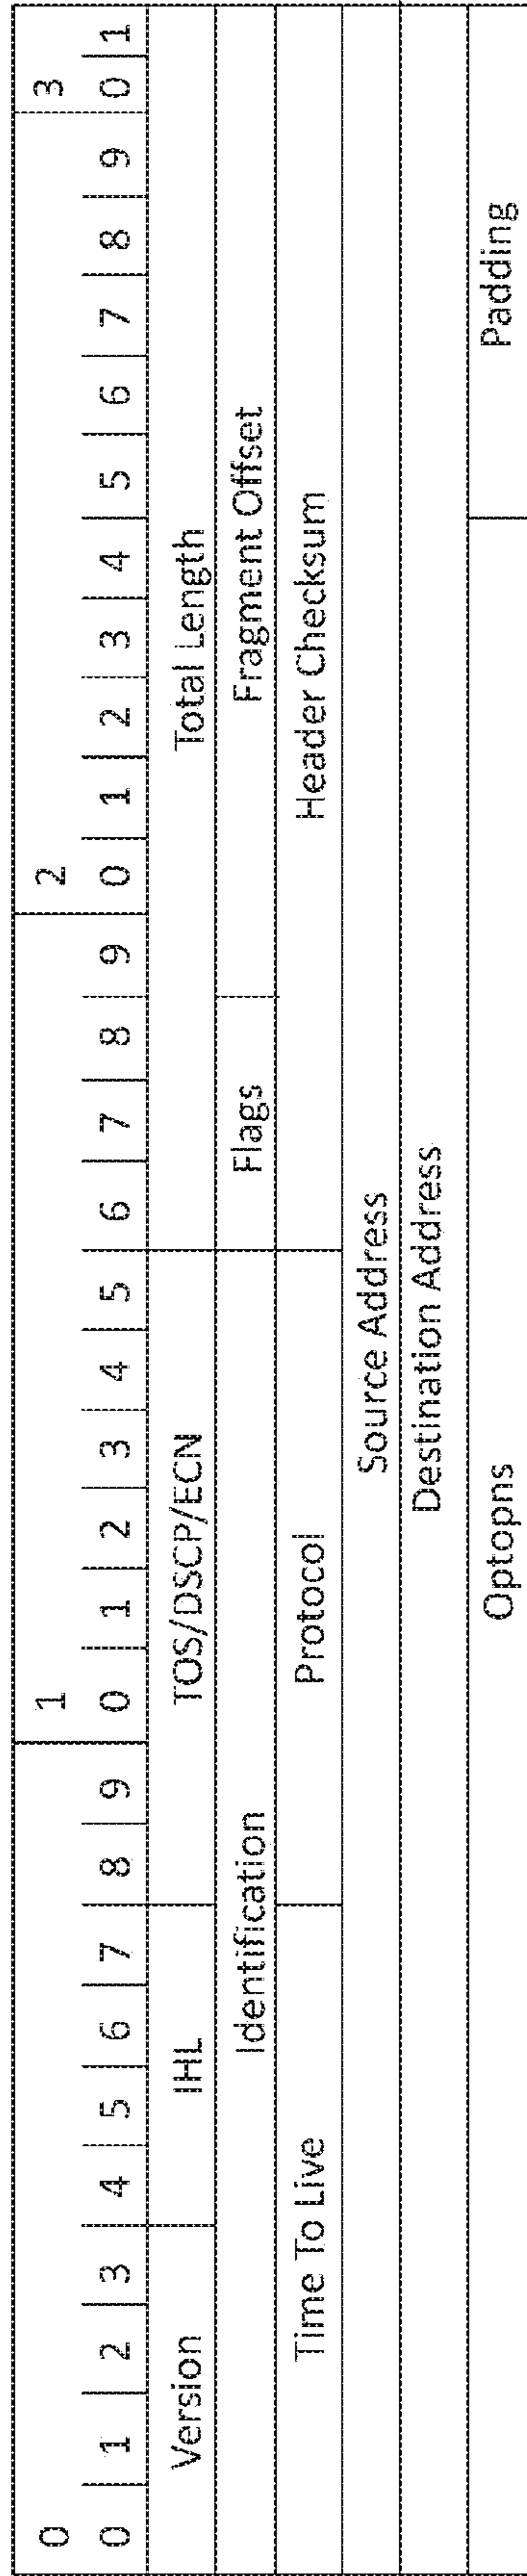 0 1 2 3
0 1 2 3 4 5 6 7 8 9 0 1 2 3 4 5 6 7 8 9 0 1 2 3 4 5 6 7 8 9 0 1
Version IHL TOS/DSCP/ECN Total Length
Identification Flags Fragment Offset
Time To Live Protocol Header Checksum
Source Address
Destination Address
Optopns Padding